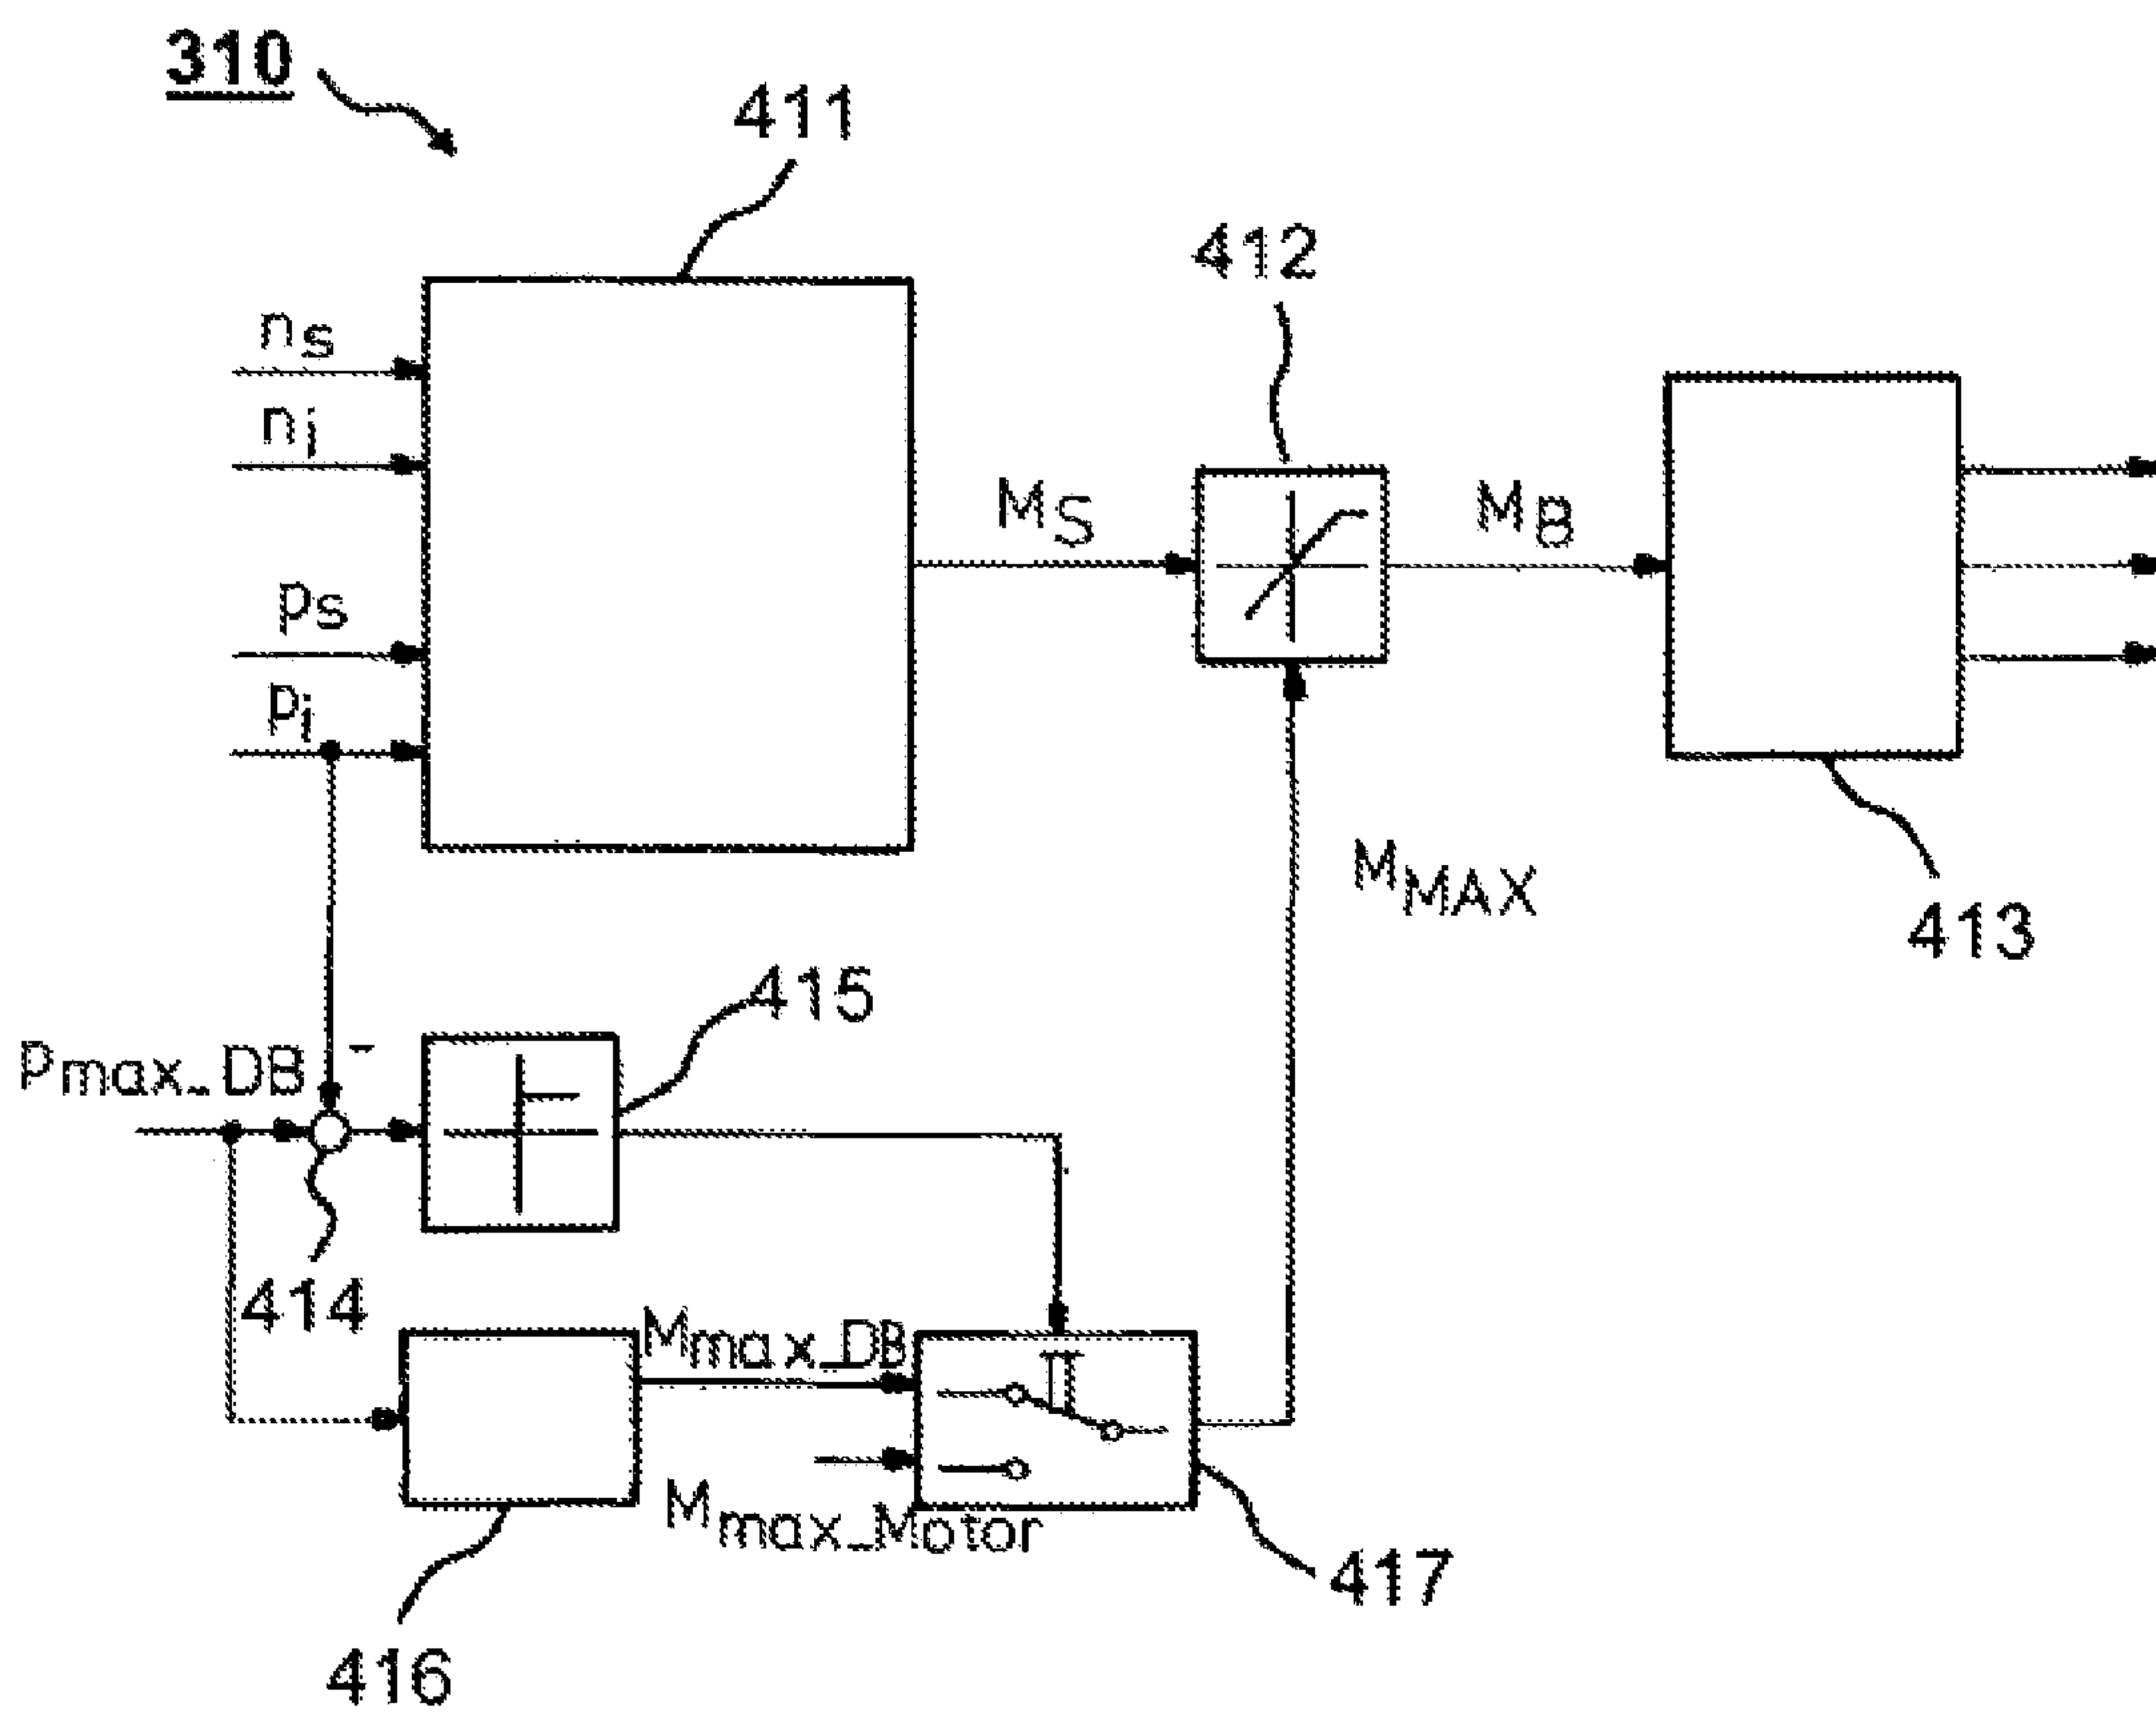 310
411
412
ns
ni
MS
MB
ps
pi
MMAX
413
415
pmax_DB
-
414
Mmax_DB
Mmax_Motor
417
416